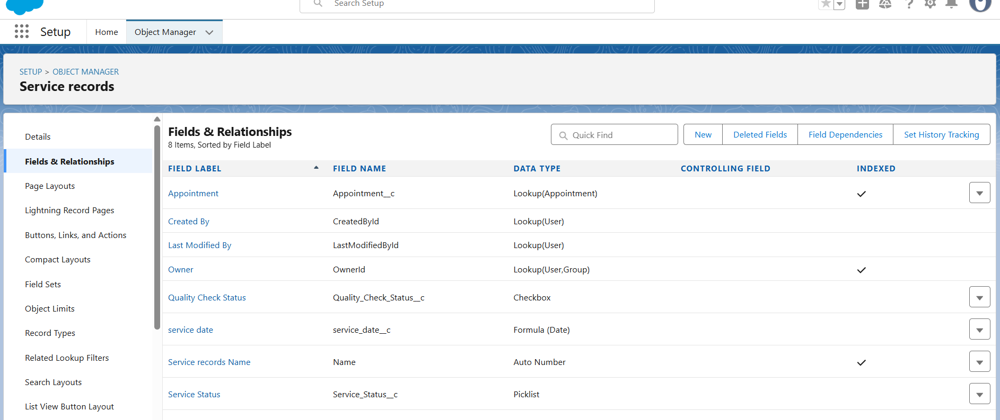 Search Setup
Setup
Home
Object Manager
SETUP > OBJECT MANAGER
Service records
Details
Fields & Relationships
Page Layouts
Lightning Record Pages
Buttons, Links, and Actions
Compact Layouts
Field Sets
Object Limits
Record Types
Related Lookup Filters
Search Layouts
List View Button Layout
Fields & Relationships
8 Items, Sorted by Field Label
Quick Find
New
Deleted Fields
Field Dependencies
Set History Tracking
FIELD LABEL FIELD NAME DATA TYPE CONTROLLING FIELD INDEXED
Appointment Appointment__c Lookup(Appointment)
Created By CreatedById Lookup(User)
Last Modified By LastModifiedById Lookup(User)
Owner OwnerId Lookup(User,Group)
Quality Check Status Quality_Check_Status__c Checkbox
service date service_date__c Formula (Date)
Service records Name Name Auto Number
Service Status Service_Status__c Picklist